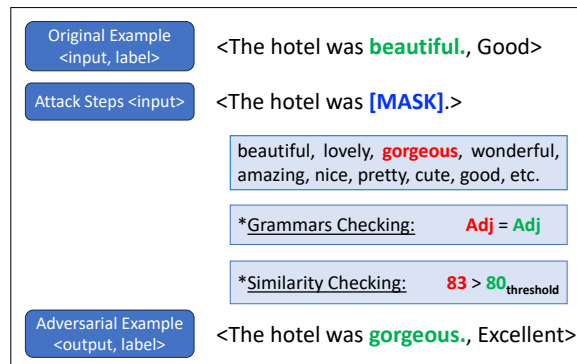 Original Example
<input, label>
<The hotel was beautiful., Good>
Attack Steps <input>
<The hotel was [MASK].>
beautiful, lovely, gorgeous, wonderful,
amazing, nice, pretty, cute, good, etc.
*Grammars Checking: Adj = Adj
*Similarity Checking: 83 > 80threshold
Adversarial Example
<output, label>
<The hotel was gorgeous., Excellent>